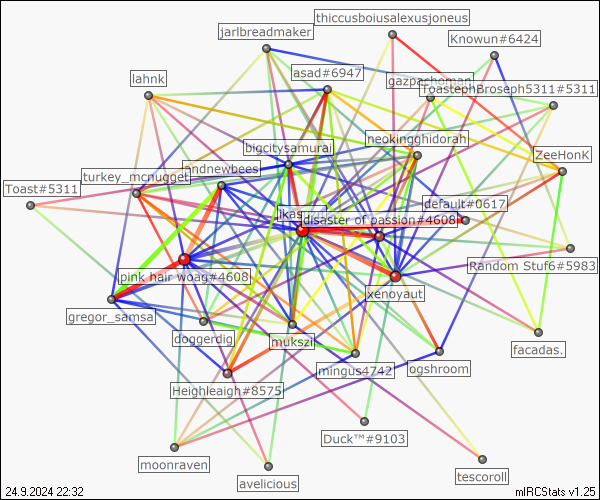 thiccusboiusalexusjoneus
jarlbreadmaker
Knowun#6424
asad#6947
lahnk
gazpachoman
ToastephBroseph5311#5311
heokingghidorah
bigcitysamurai
ZeeHonK
andnewbees
turkey_mcnugget
Toast#5311
default#0617
disaster of passion#4608
Random Stuf6#5983
pink hair woag#4608
xenoyaut
gregor_samsa
doggerdig
mukszi
facadas.
ogshroom
mingus4742
Heighleaigh#8575
Duck™#9103
moonraven
tescoroll
avelicious
24.9.2024 22:32
mIRCStats v1.25